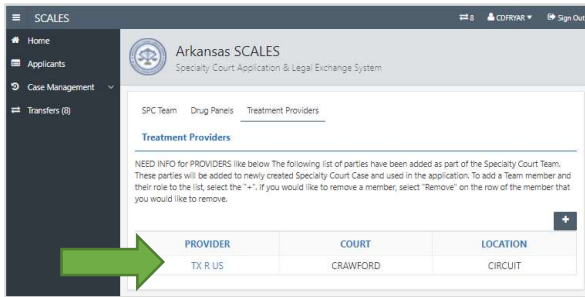 SCALES
8
CDFRYAR
Sign Out
Home
Applicants
Case Management
Transfers (8)
Arkansas SCALES
Specialty Court Application & Legal Exchange System
SPC Team Drug Panels Treatment Providers
Treatment Providers
NEED INFO for PROVIDERS like below The following list of parties have been added as part of the Specialty Court Team.
These parties will be added to newly created Specialty Court Case and used in the application. To add a Team member and
their role to the list, select the "+". If you would like to remove a member, select "Remove" on the row of the member that
you would like to remove.
+
PROVIDER COURT LOCATION
TX R US CRAWFORD CIRCUIT